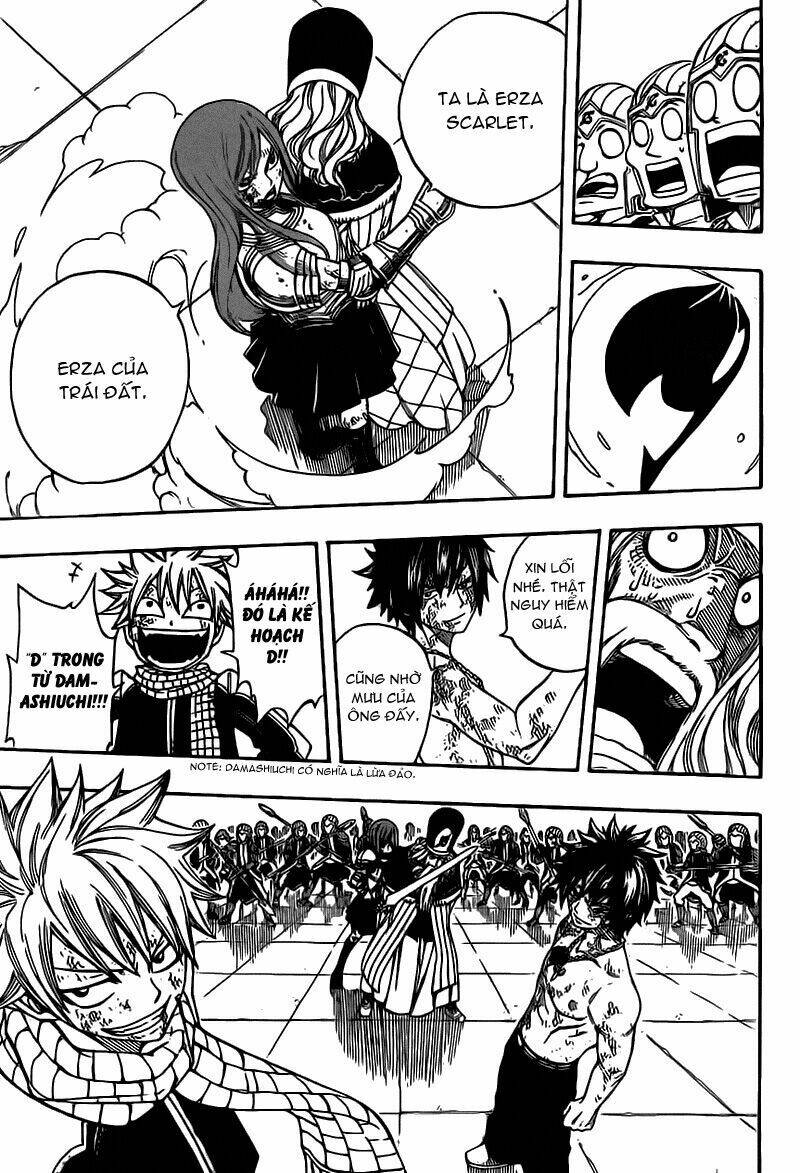 TA LÀ ERZA
SCARLET.
ERZA CỦA
TRÁI ĐẤT.
XIN LỖI
NHÉ. THẬT
NGUY HIỂM
QUÁ.
CŨNG NHỜ
MƯU CỦA
ÔNG ĐẤY.
ÁHÁHÁ!!
ĐÓ LÀ KẾ
HOẠCH
D!!
"D" TRONG
TỪ DAM-
ASHIUCHI!!!
NOTE: DAMASHIUCHI CÓ NGHĨA LÀ LỪA ĐẢO.